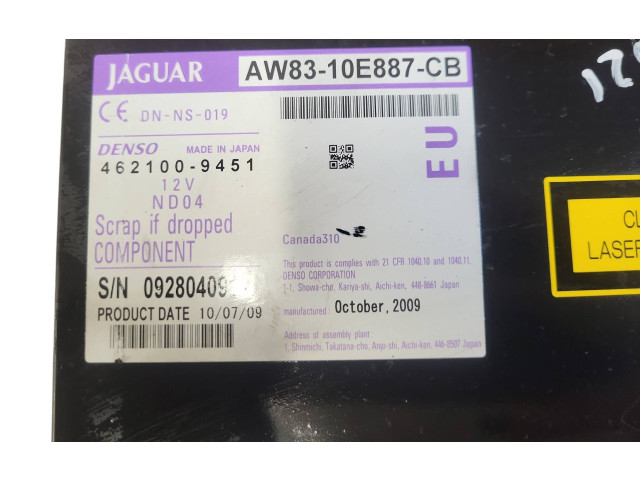 JAGUAR
AW83-10E887-CB
CE DN-NS-019
DENSO MADE IN JAPAN
462100-9451
12V
ND04
Scrap if dropped
COMPONENT
S/N 09280409
PRODUCT DATE 10/07/09
EU
Canada310
This product is complies with 21 CFR 1040.10 and 1040.11.
DENSO CORPORATION
1-1, Showa-cho, Kariya-shi, Aichi-ken, 448-8661 Japan
manufactured: October, 2009
Address of assembly plant
1, Shinmichi, Takatana-cho, Anjo-shi, Aichi-ken, 446-8507 Japan
CL
LASER